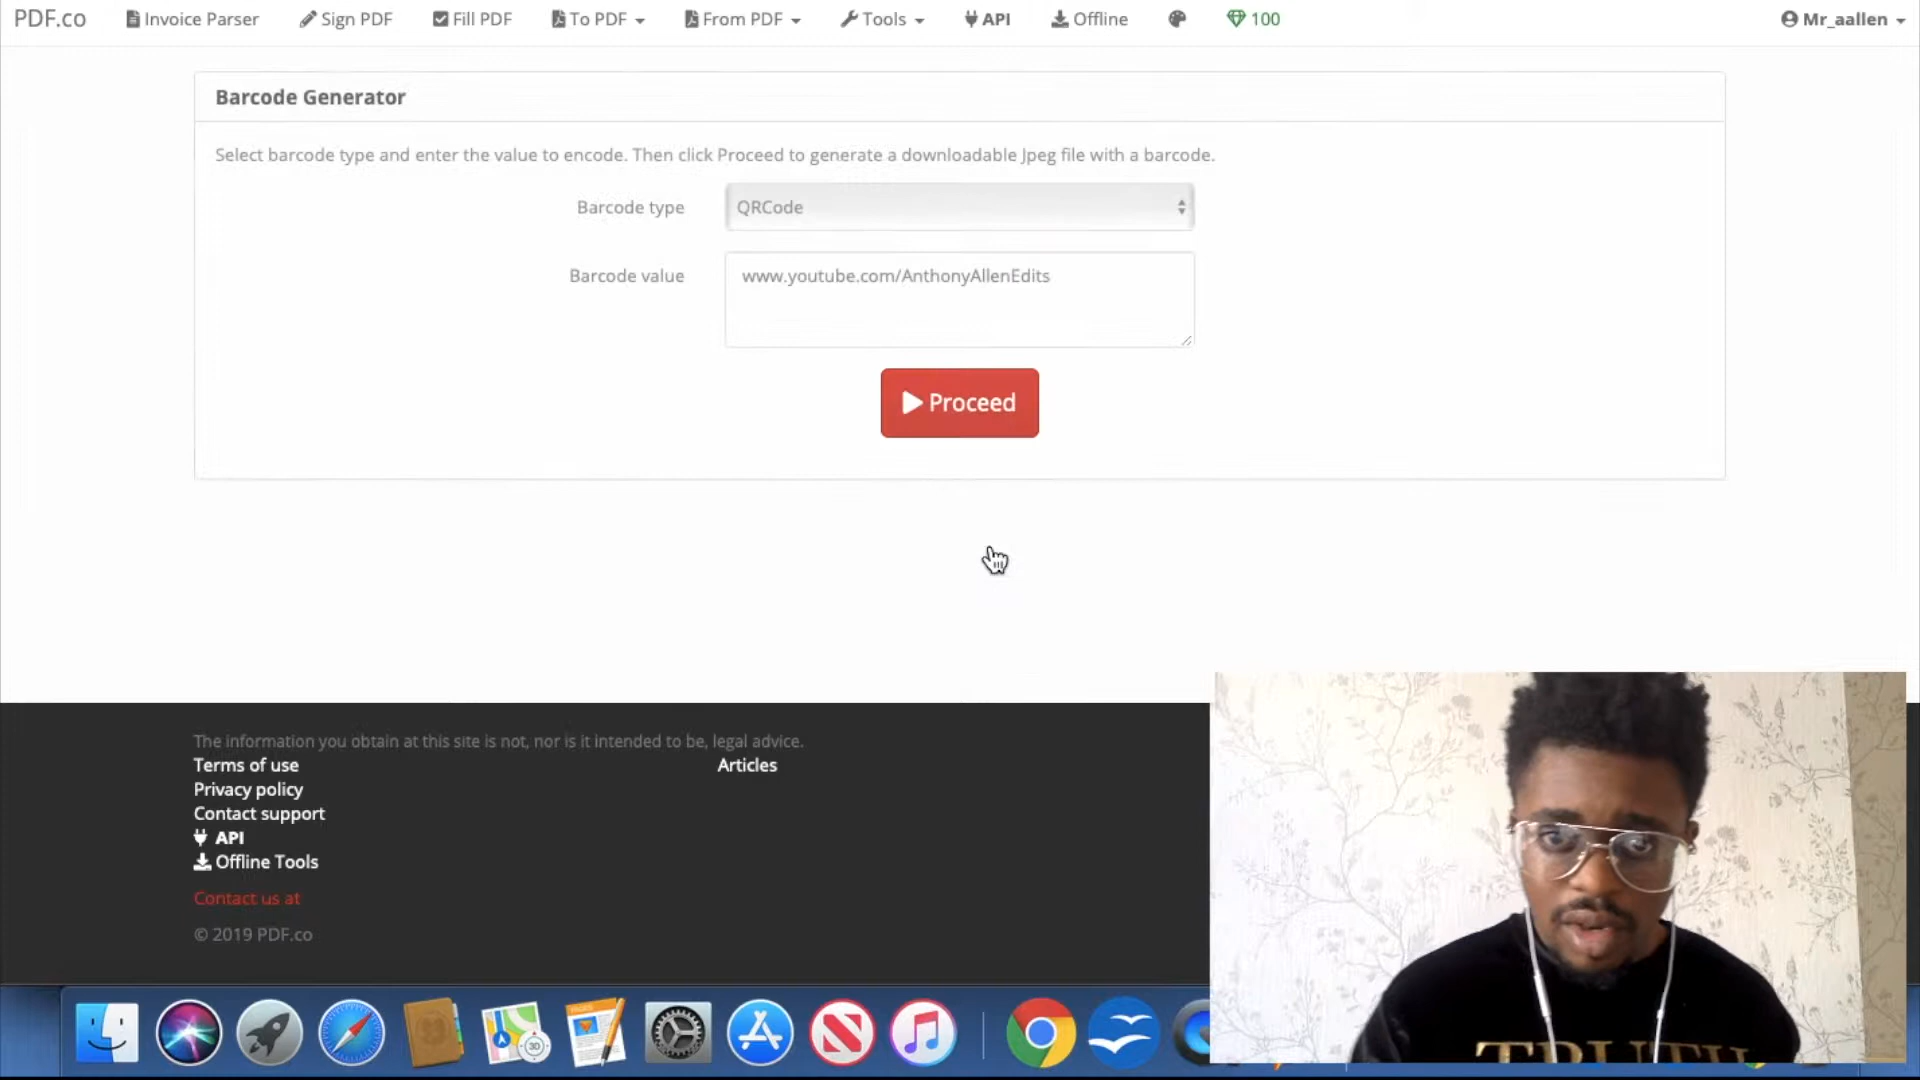 PDF.co Invoice Parser Sign PDF Fill PDF To PDF From PDF Tools API Offline 100 Mr_aallen
Barcode Generator
Select barcode type and enter the value to encode. Then click Proceed to generate a downloadable Jpeg file with a barcode.
Barcode type QRCode
Barcode value www.youtube.com/AnthonyAllenEdits
Proceed
The information you obtain at this site is not, nor is it intended to be, legal advice.
Terms of use Articles
Privacy policy
Contact support
API
Offline Tools
Contact us at
© 2019 PDF.co
3D
TRUTH